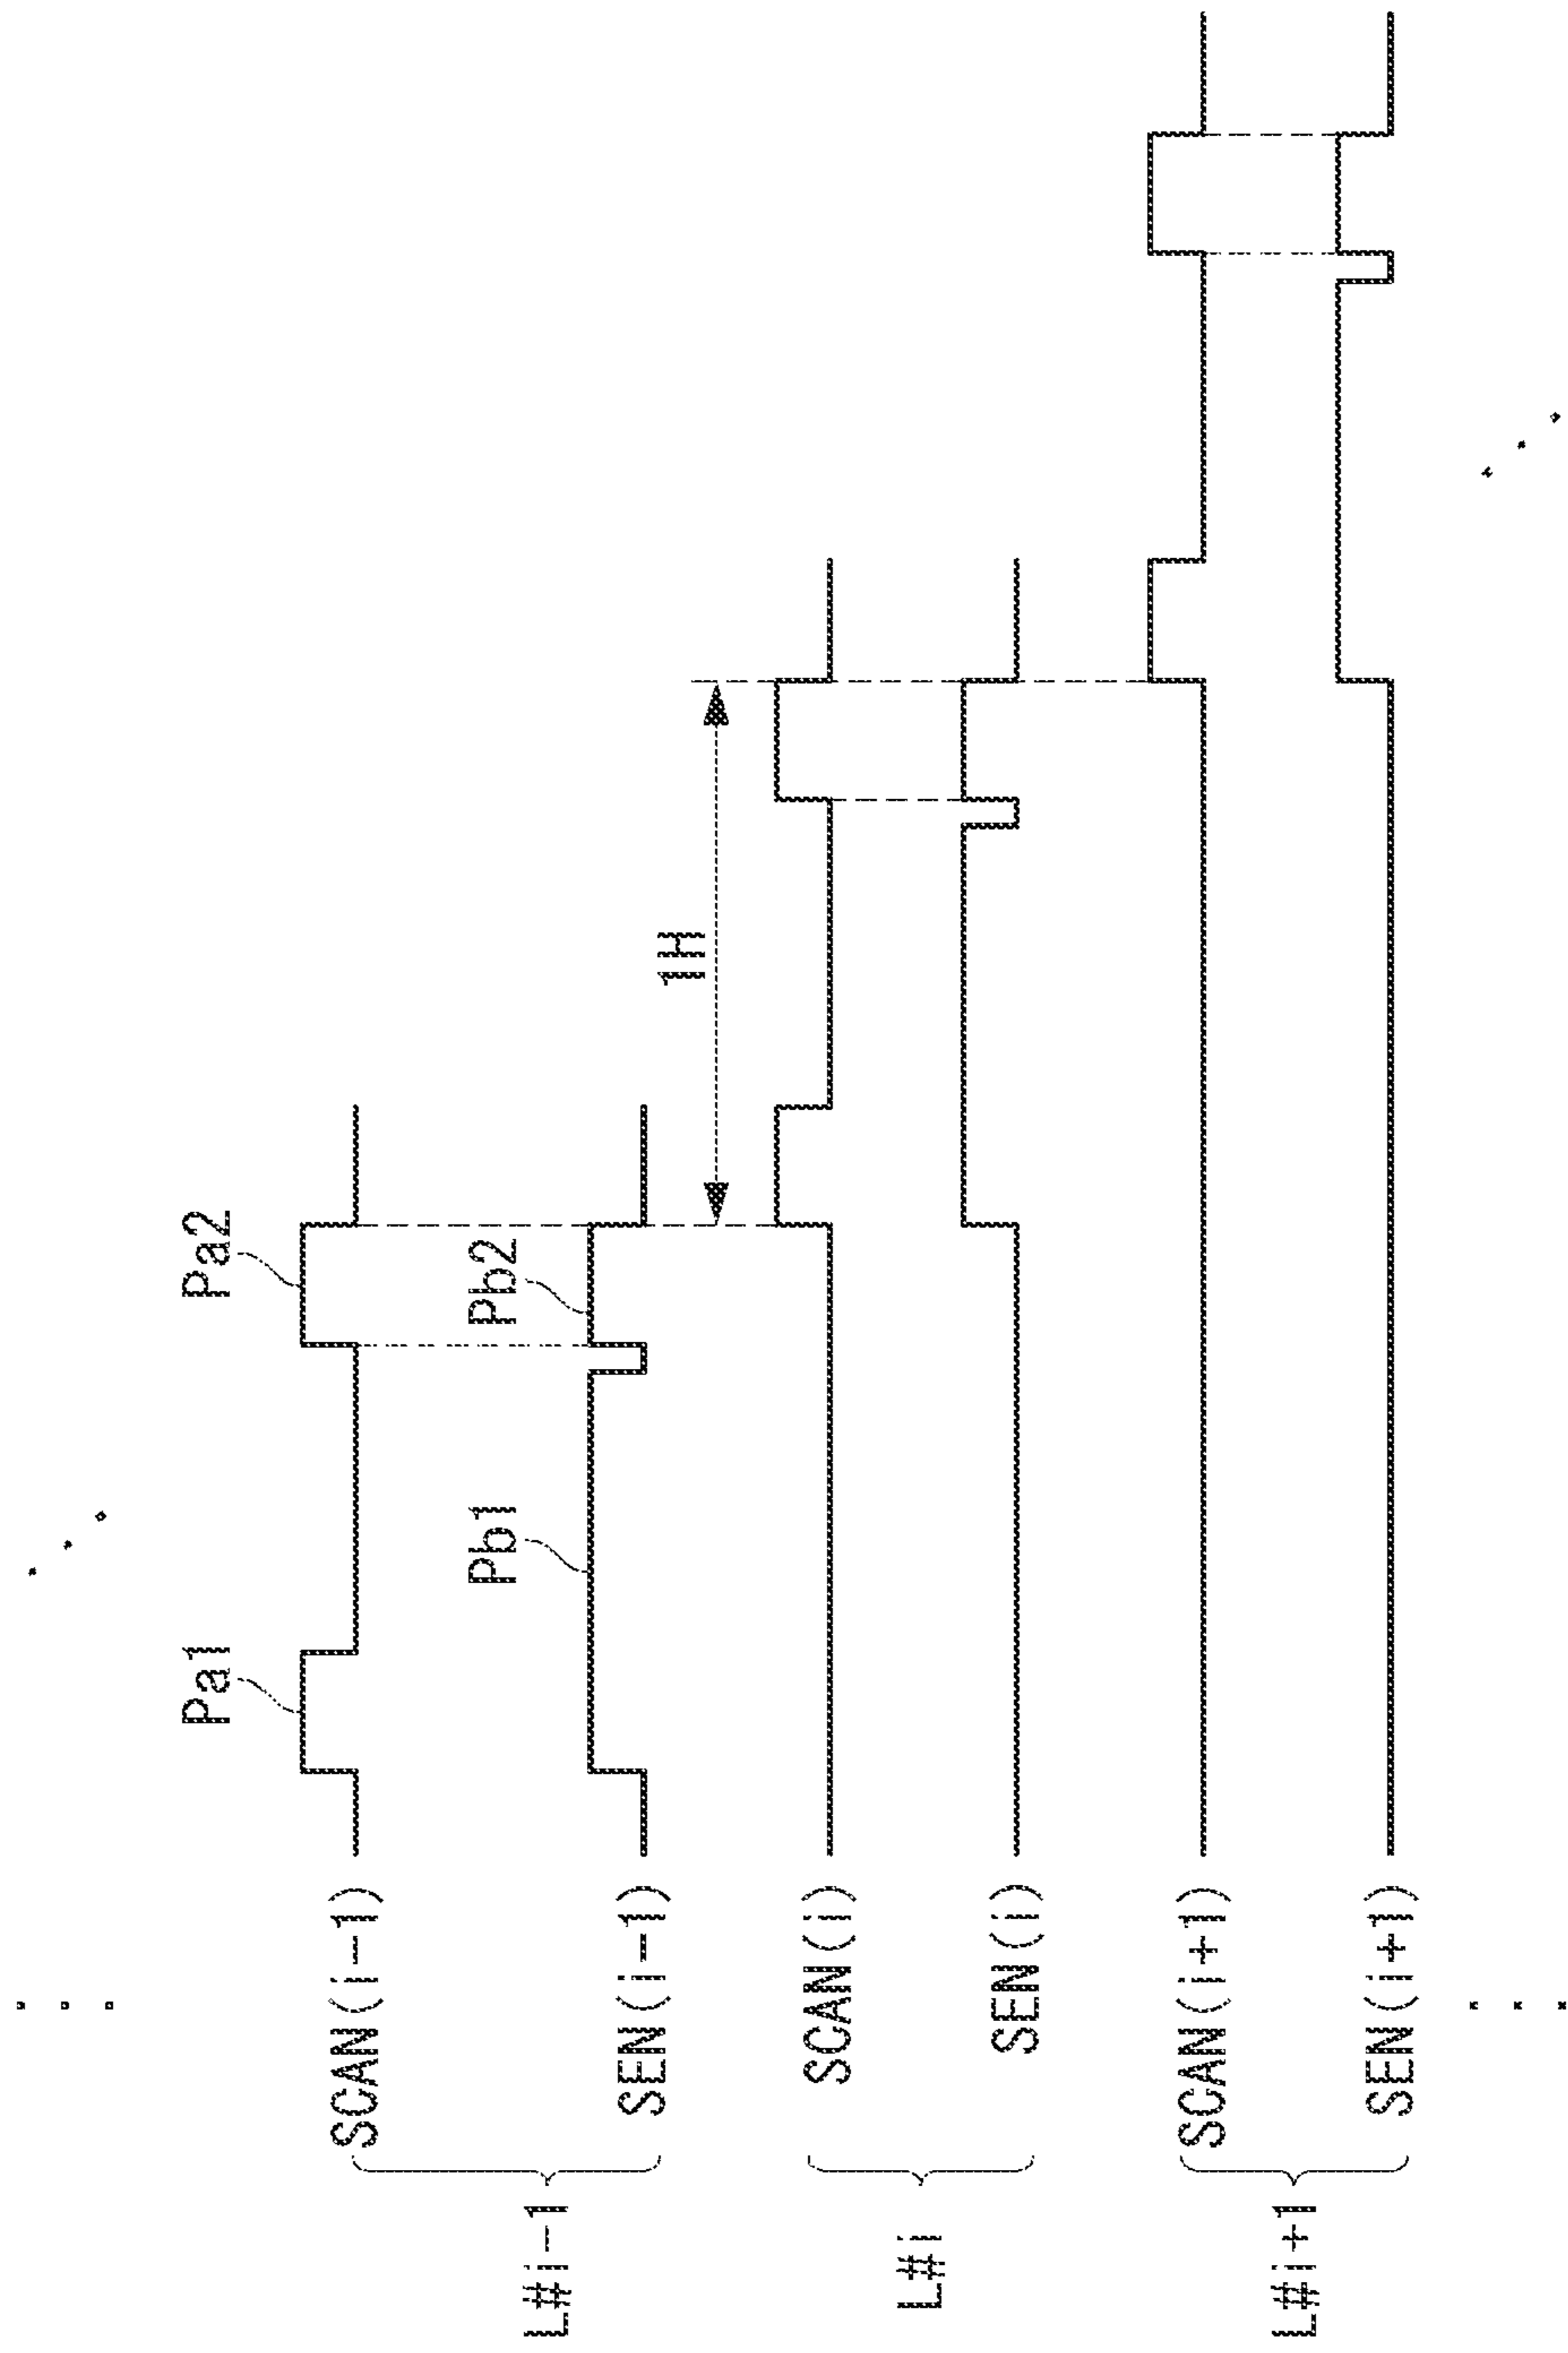 Pa1
Pa2
SCAN(i-1)
L#i-1
Pb1
Pb2
SEN(i-1)
1H
SCAN(i)
L#i
SEN(i)
SCAN(i+1)
L#i+1
SEN(i+1)